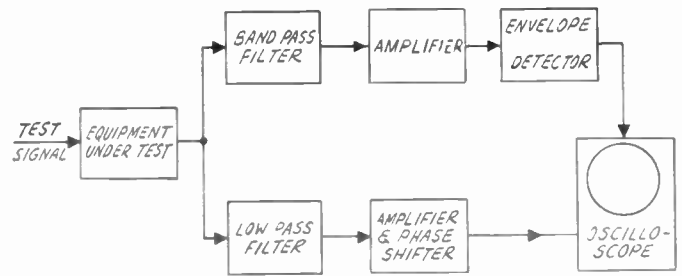 BAND PASS
FILTER
AMPLIFIER
ENVELOPE
DETECTOR
TEST
SIGNAL
EQUIPMENT
UNDER TEST
LOW PASS
FILTER
AMPLIFIER
& PHASE
SHIFTER
OSCILLO-
SCOPE